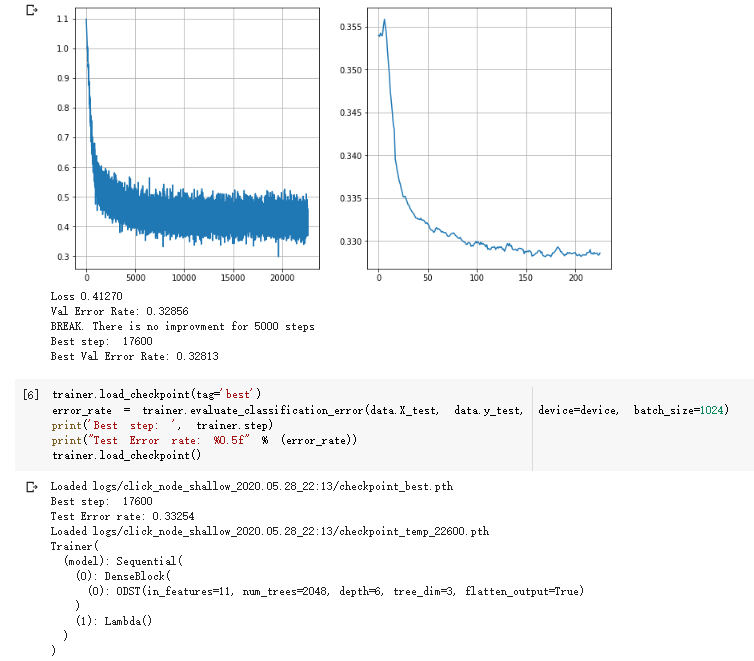 1.1
1.0
0.9
0.8
0.7
0.6
0.5
0.4
0.3
0 5000 10000 15000 20000
0.355
0.350
0.345
0.340
0.335
0.330
0 50 100 150 200
Loss 0.41270
Val Error Rate: 0.32856
BREAK. There is no improvment for 5000 steps
Best step: 17600
Best Val Error Rate: 0.32813
[6] trainer.load_checkpoint(tag='best')
error_rate = trainer.evaluate_classification_error(data.X_test, data.y_test, device=device, batch_size=1024)
print('Best step: ', trainer.step)
print("Test Error rate: %0.5f" % (error_rate))
trainer.load_checkpoint()
Loaded logs/click_node_shallow_2020.05.28_22:13/checkpoint_best.pth
Best step: 17600
Test Error rate: 0.33254
Loaded logs/click_node_shallow_2020.05.28_22:13/checkpoint_temp_22600.pth
Trainer(
(model): Sequential(
(0): DenseBlock(
(0): ODST(in_features=11, num_trees=2048, depth=6, tree_dim=3, flatten_output=True)
)
(1): Lambda()
)
)